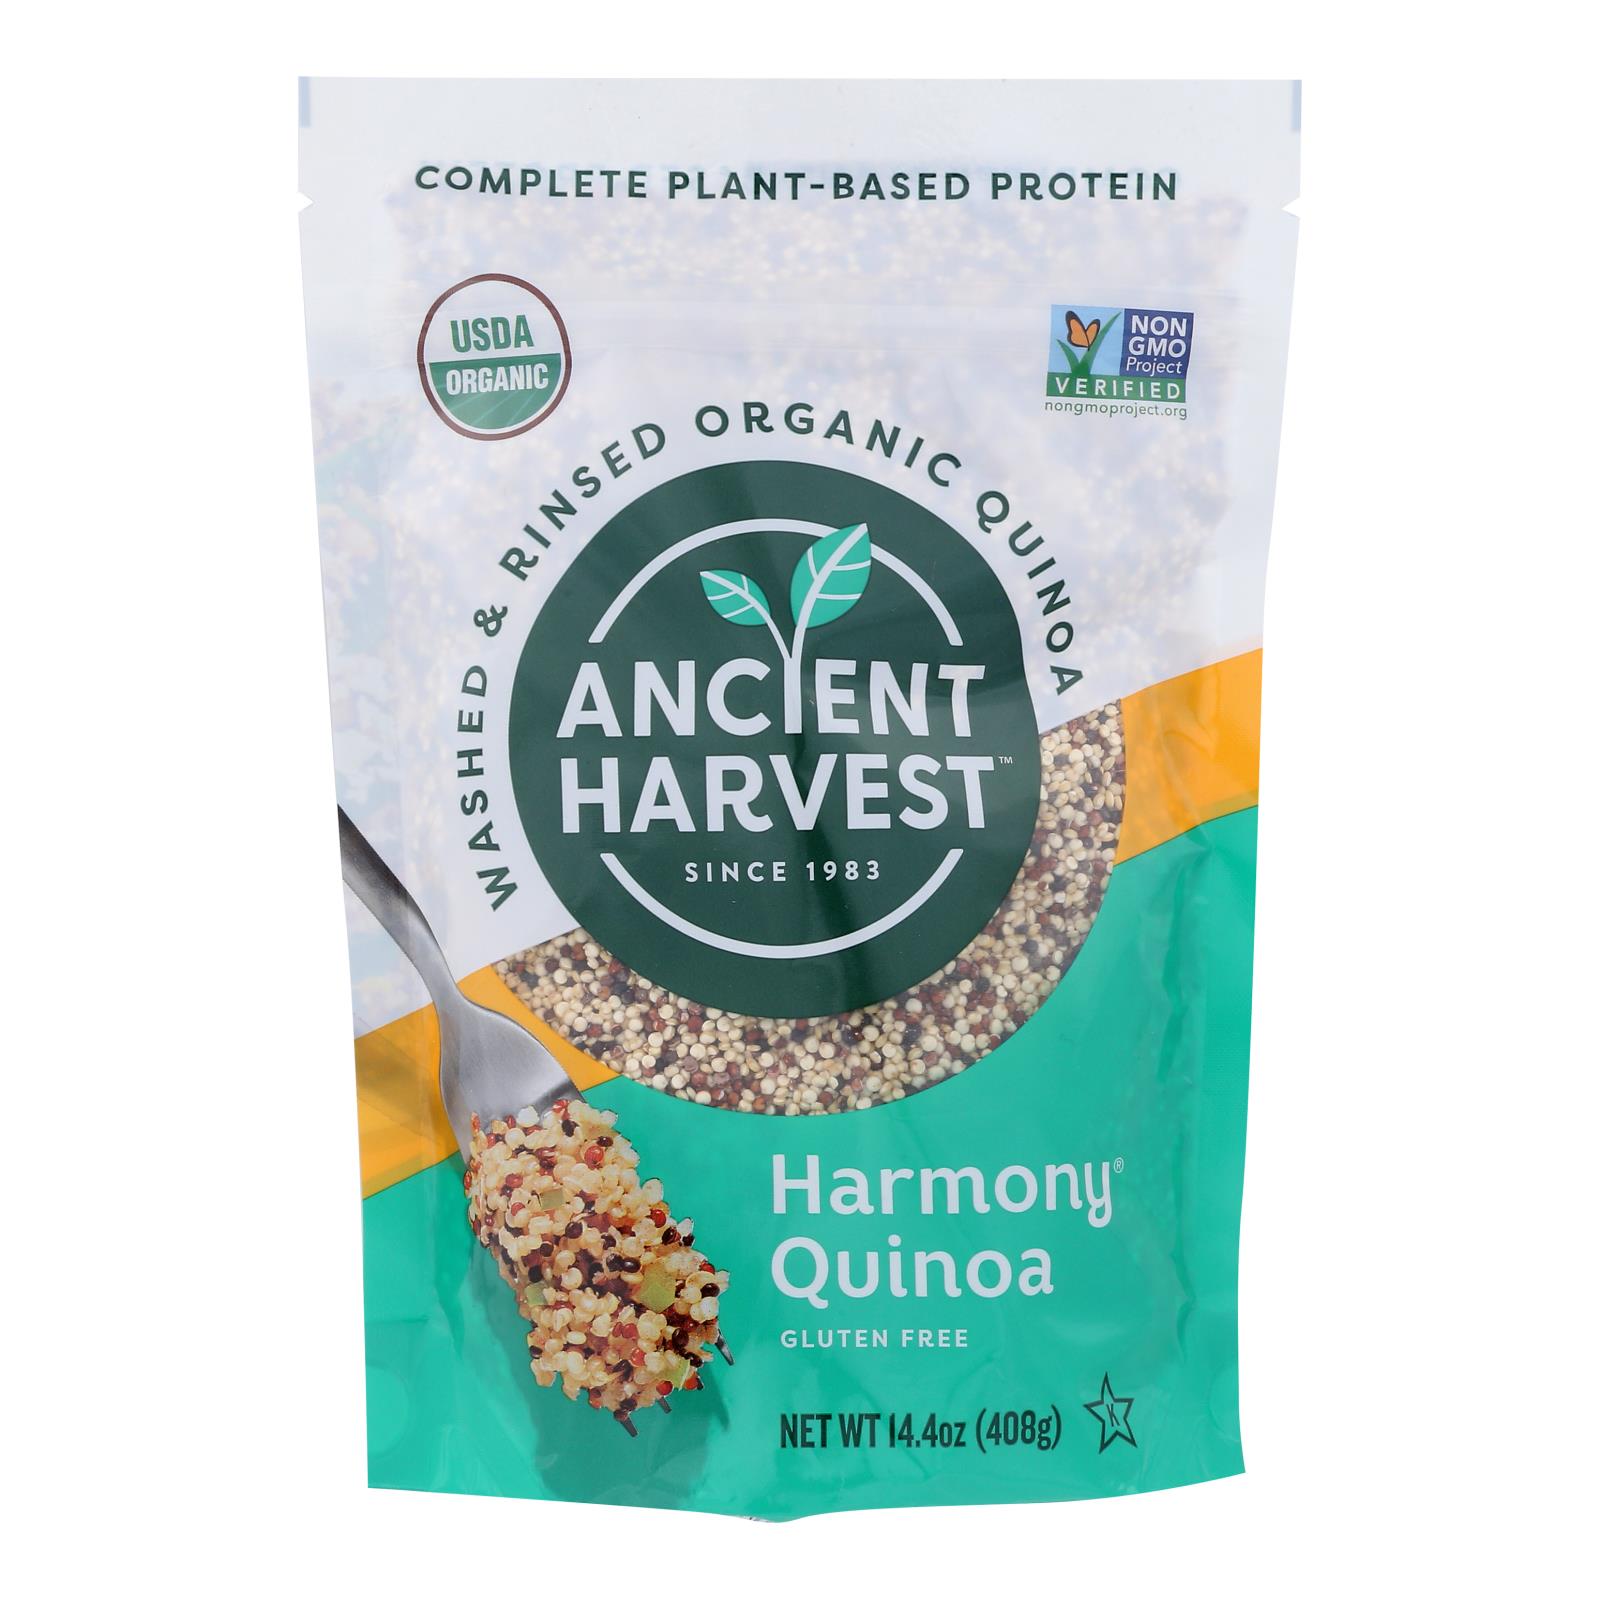 COMPLETE PLANT-BASED PROTEIN
USDA
ORGANIC
NON
GMO
Project
VERIFIED
nongmoproject.org
WASHED & RINSED ORGANIC QUINOA
ANCIENT
HARVEST™
SINCE 1983
Harmony®
Quinoa
GLUTEN FREE
NET WT 14.4oz (408g)
K